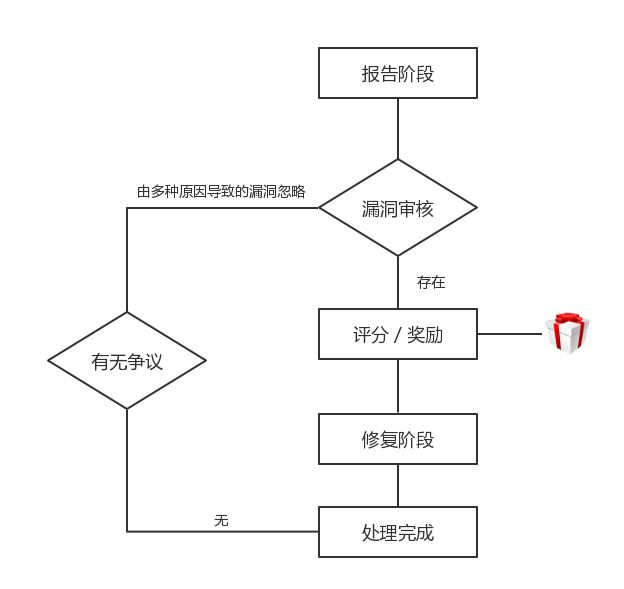 报告阶段
由多种原因导致的漏洞忽略
漏洞审核
存在
评分 / 奖励
有无争议
修复阶段
无
处理完成